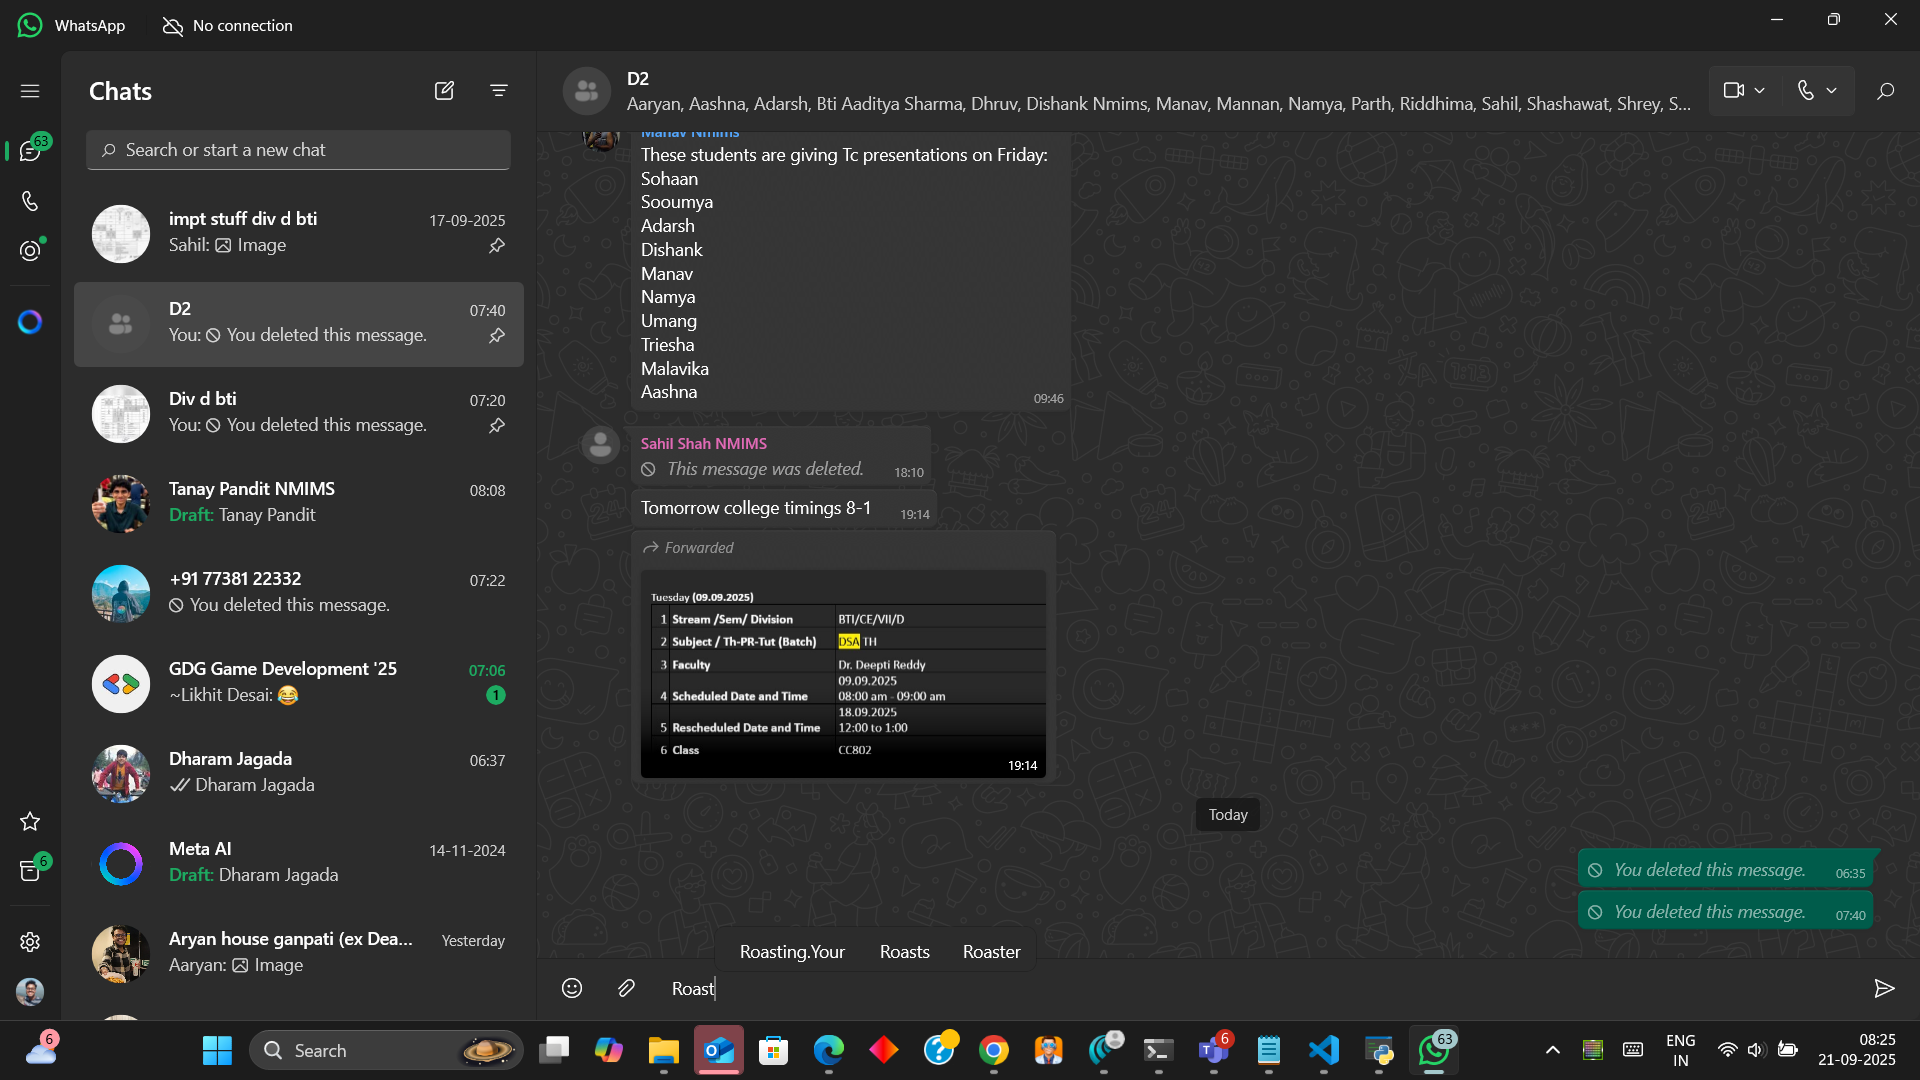 WhatsApp
No connection
Chats
63
Search or start a new chat
impt stuff div d bti
17-09-2025
Sahil: Image
D2
07:40
You: You deleted this message.
Div d bti
07:20
You: You deleted this message.
Tanay Pandit NMIMS
08:08
Draft: Tanay Pandit
+91 77381 22332
07:22
You deleted this message.
GDG Game Development '25
07:06
~Likhit Desai: 😂
1
Dharam Jagada
06:37
Dharam Jagada
Meta AI
14-11-2024
Draft: Dharam Jagada
6
Aryan house ganpati (ex Dea...
Yesterday
Aaryan: Image
D2
Aaryan, Aashna, Adarsh, Bti Aaditya Sharma, Dhruv, Dishank Nmims, Manav, Mannan, Namya, Parth, Riddhima, Sahil, Shashawat, Shrey, S...
Manav Nmims
These students are giving Tc presentations on Friday:
Sohaan
Sooumya
Adarsh
Dishank
Manav
Namya
Umang
Triesha
Malavika
Aashna
09:46
Sahil Shah NMIMS
This message was deleted.
18:10
Tomorrow college timings 8-1
19:14
Forwarded
Tuesday (09.09.2025)
1 Stream /Sem/ Division BTI/CE/VII/D
2 Subject / Th-PR-Tut (Batch) DSA TH
3 Faculty Dr. Deepti Reddy
09.09.2025
4 Scheduled Date and Time 08:00 am - 09:00 am
18.09.2025
5 Rescheduled Date and Time 12:00 to 1:00
6 Class CC802
19:14
Today
You deleted this message. 06:35
You deleted this message. 07:40
Roasting.Your Roasts Roaster
Roast
6
Search
6
63
ENG
IN
08:25
21-09-2025